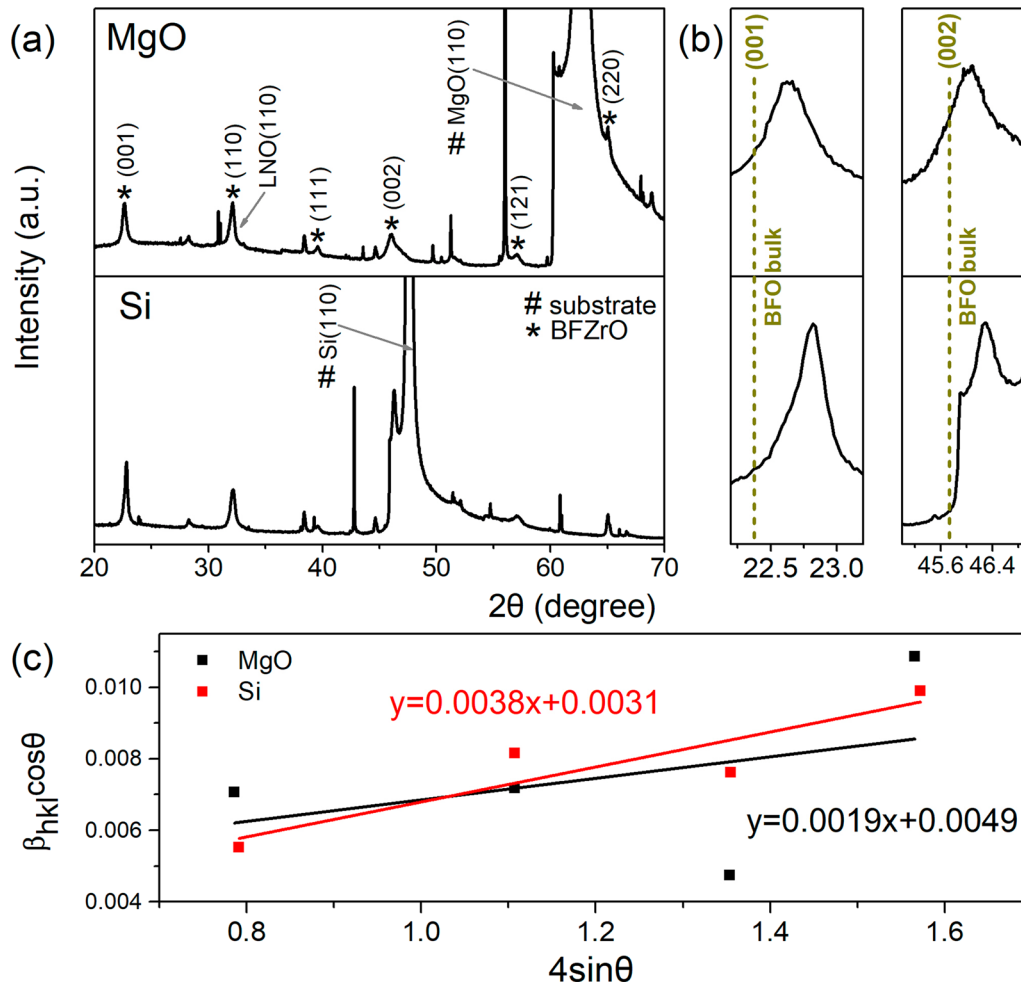 (a)
MgO
Intensity (a.u.)
* (001)
* (110)
LNO(110)
* (111)
* (002)
# MgO(110)
* (121)
* (220)
Si
# Si(110)
# substrate
* BFZrO
20 30 40 50 60 70
2θ (degree)
(b)
(001)
(002)
BFO bulk
BFO bulk
22.5 23.0
45.6 46.4
(c)
MgO
Si
y=0.0038x+0.0031
y=0.0019x+0.0049
βhklcosθ
0.010
0.008
0.006
0.004
0.8 1.0 1.2 1.4 1.6
4sinθ